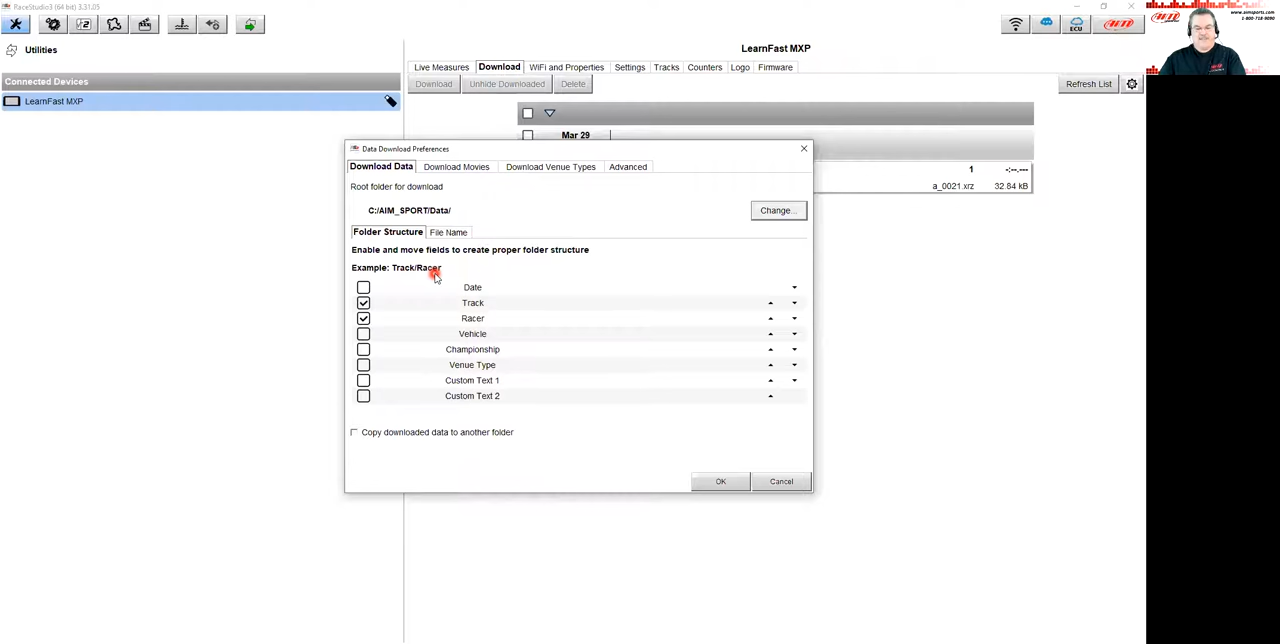 RaceStudio3 (64 bit) 3.31.05
www.aimsports.com
1-800-718-9090
ECU
Utilities
LearnFast MXP
Connected Devices
LearnFast MXP
Live Measures Download WiFi and Properties Settings Tracks Counters Logo Firmware
Download Unhide Downloaded Delete Refresh List
Mar 29
1 -:--.---
a_0021.xrz 32.84 kB
Data Download Preferences
Download Data Download Movies Download Venue Types Advanced
Root folder for download
C:/AIM_SPORT/Data/ Change...
Folder Structure File Name
Enable and move fields to create proper folder structure
Example: Track/Racer
Date
Track
Racer
Vehicle
Championship
Venue Type
Custom Text 1
Custom Text 2
Copy downloaded data to another folder
OK Cancel